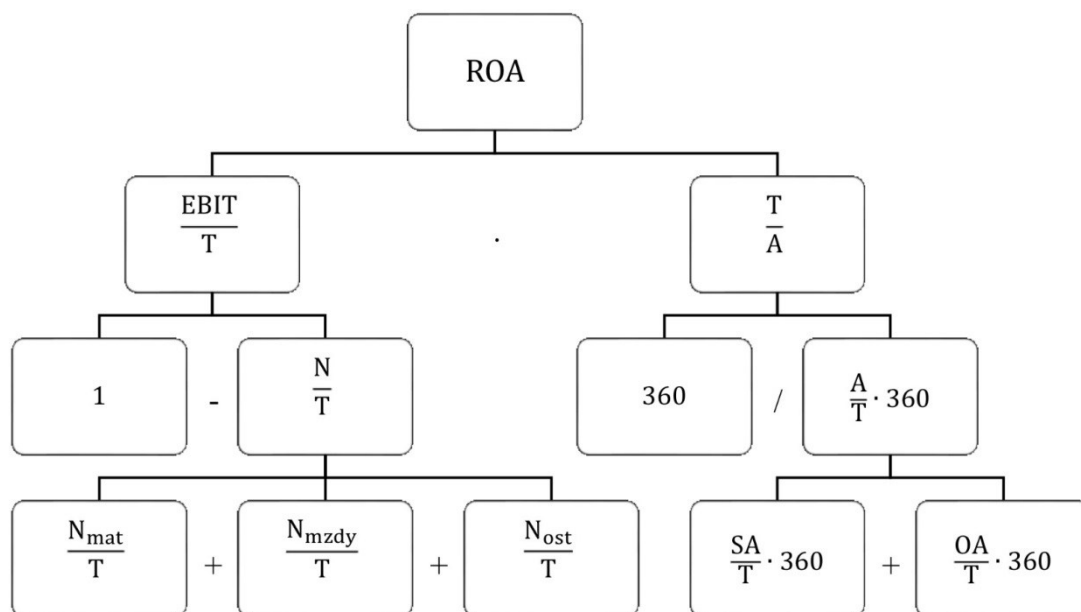 ROA
EBIT
T
·
T
A
1
-
N
T
360
/
A
T · 360
N_mat
T
+
N_mzdy
T
+
N_ost
T
SA
T · 360
+
OA
T · 360